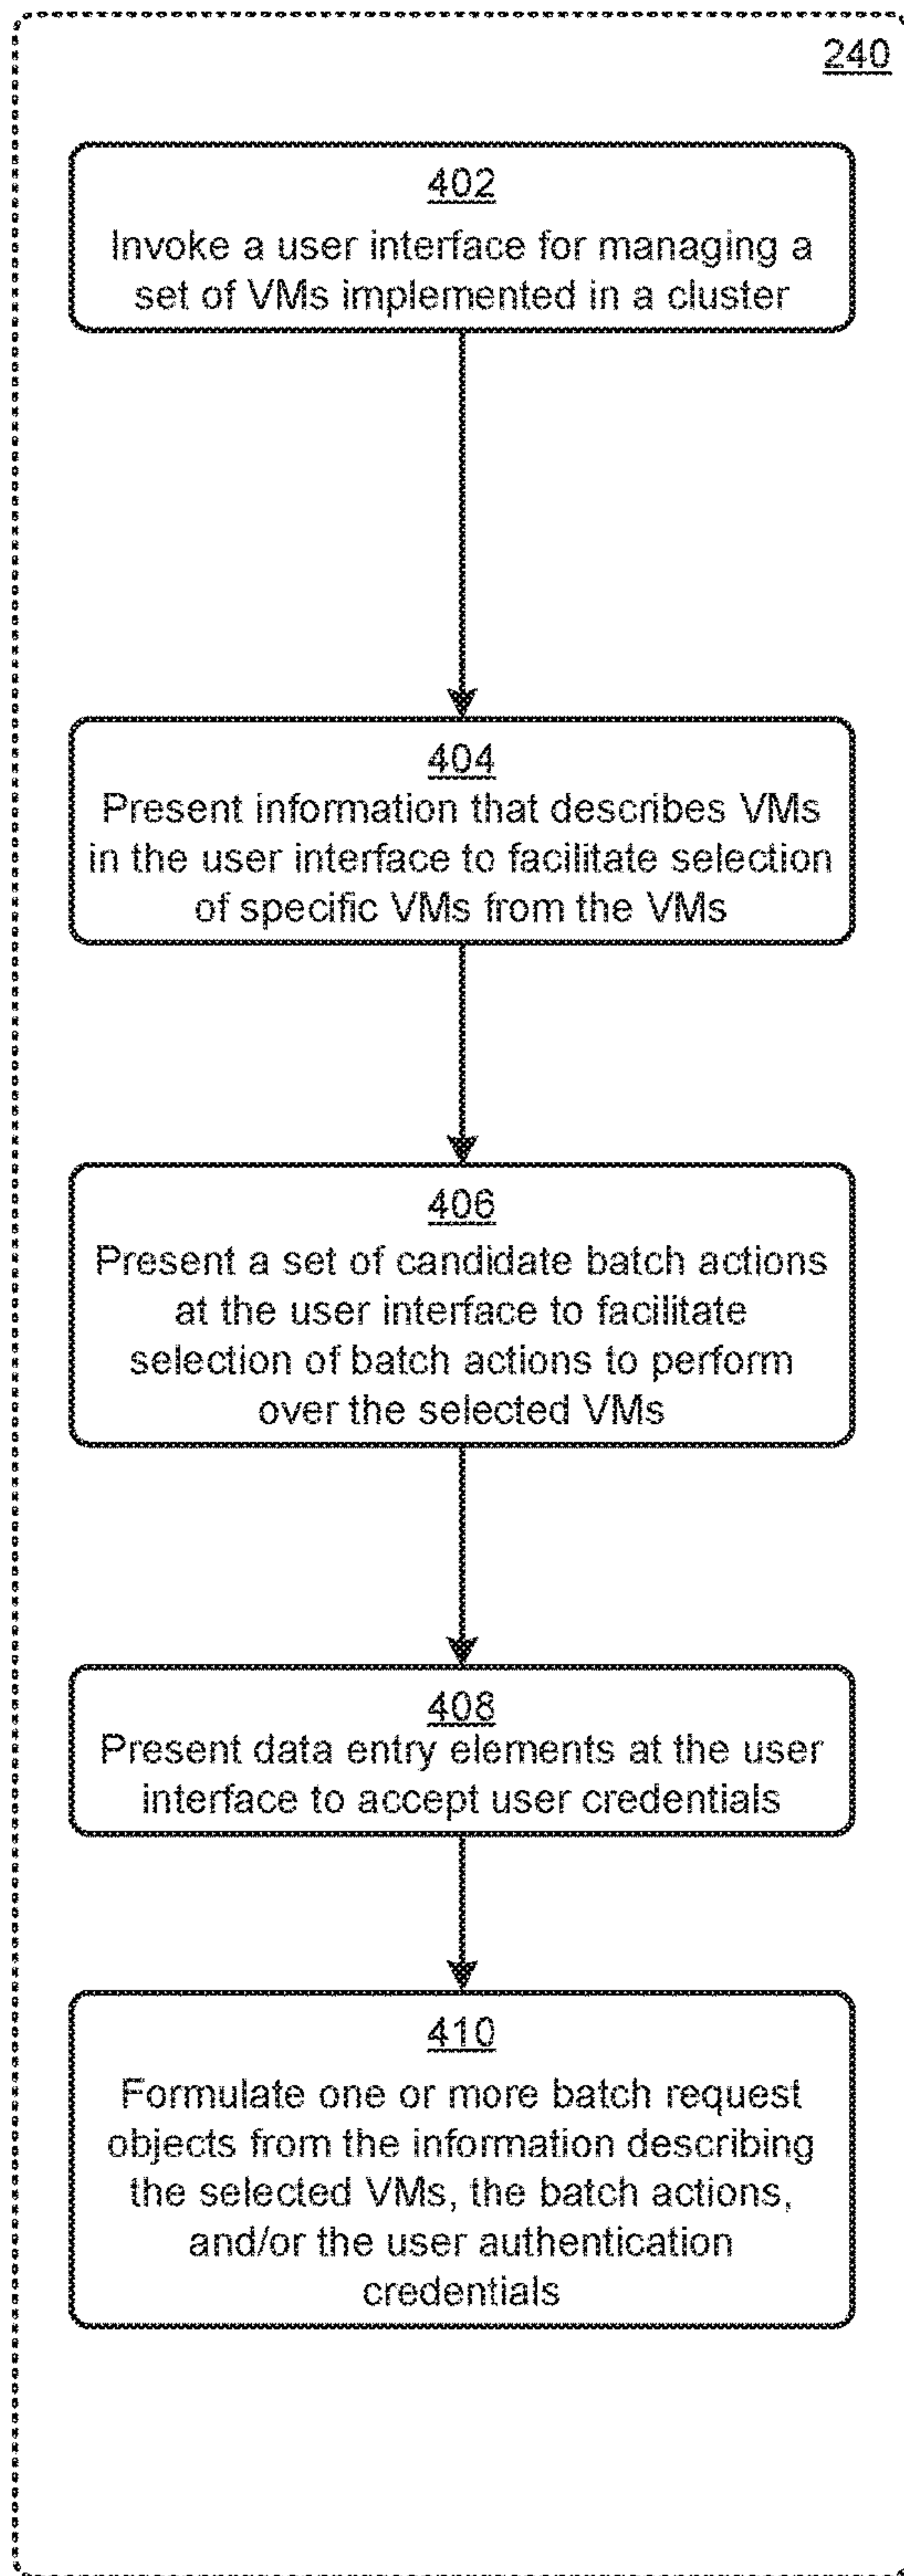 240
402
Invoke a user interface for managing a
set of VMs implemented in a cluster
404
Present information that describes VMs
in the user interface to facilitate selection
of specific VMs from the VMs
406
Present a set of candidate batch actions
at the user interface to facilitate
selection of batch actions to perform
over the selected VMs
408
Present data entry elements at the user
interface to accept user credentials
410
Formulate one or more batch request
objects from the information describing
the selected VMs, the batch actions,
and/or the user authentication
credentials